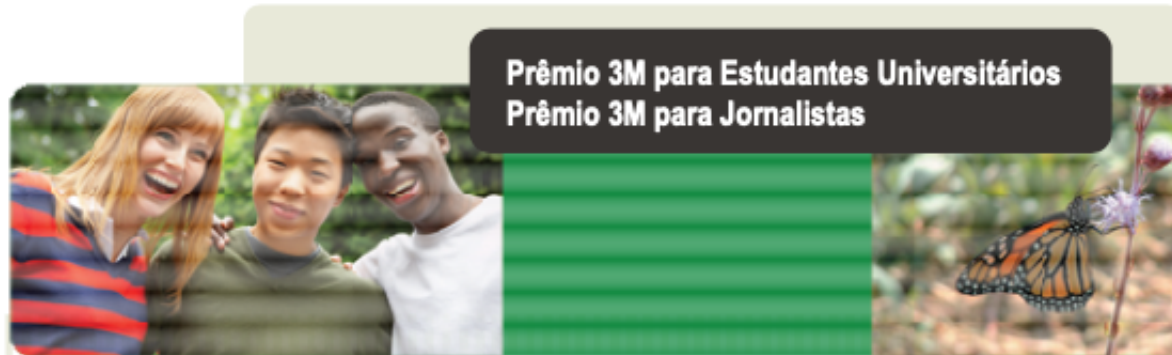 Prêmio 3M para Estudantes Universitários
Prêmio 3M para Jornalistas